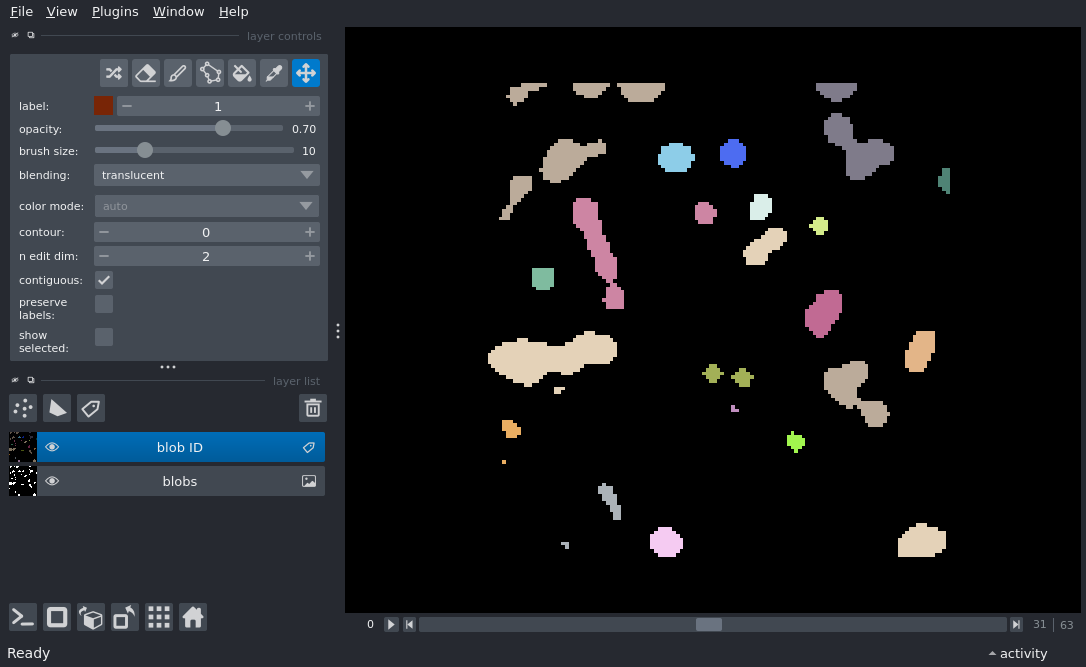 File View Plugins Window Help
layer controls
label: 1
opacity: 0.70
brush size: 10
blending: translucent
color mode: auto
contour: 0
n edit dim: 2
contiguous:
preserve
labels:
show
selected:
layer list
blob ID
blobs
0 31 63
Ready activity